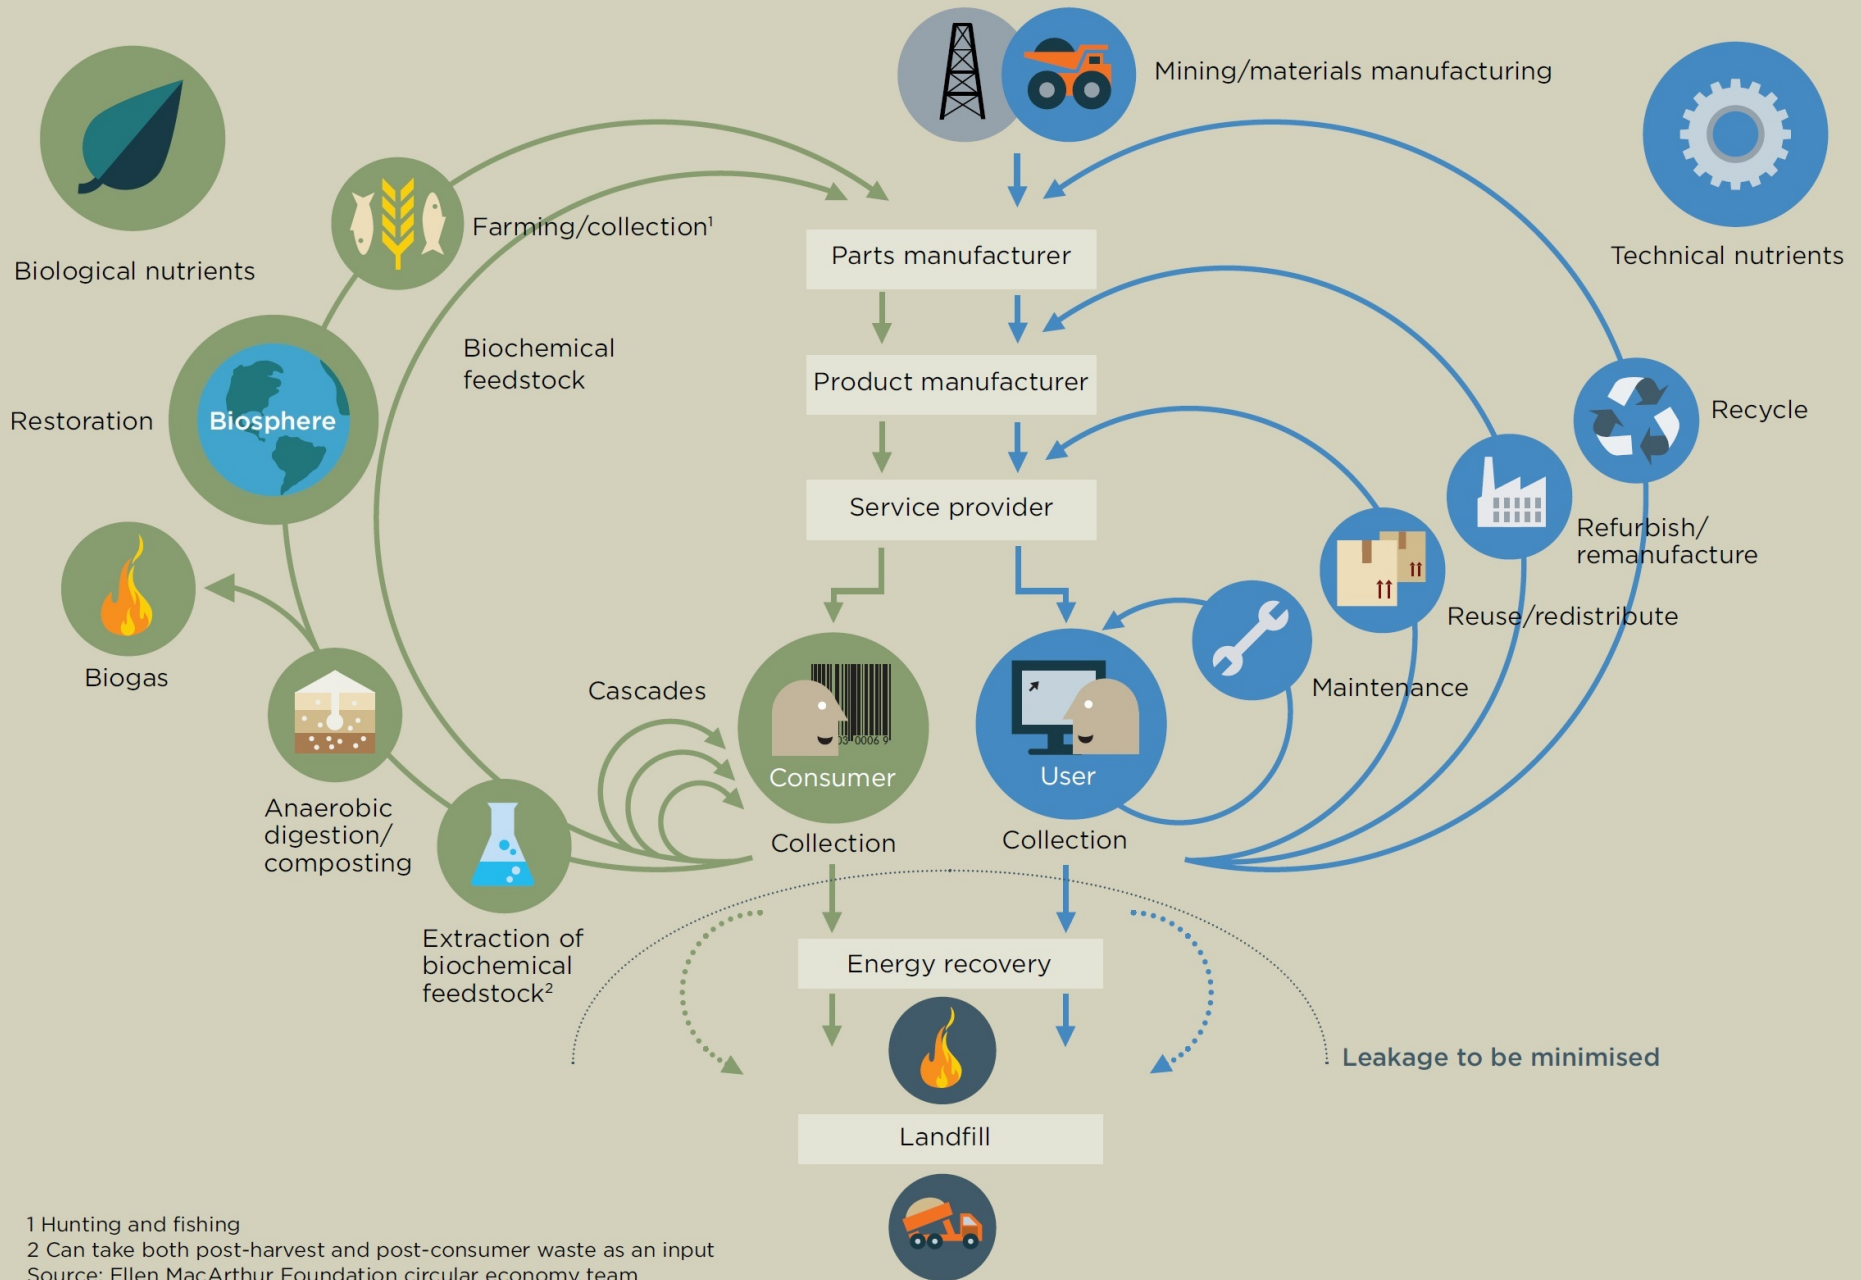 Mining/materials manufacturing
Biological nutrients
Farming/collection¹
Technical nutrients
Parts manufacturer
Biochemical
feedstock
Product manufacturer
Restoration
Biosphere
Recycle
Service provider
Refurbish/
remanufacture
Reuse/redistribute
Biogas
Cascades
Maintenance
03 0006 9
Consumer
User
Anaerobic
digestion/
composting
Collection
Collection
Extraction of
biochemical
feedstock²
Energy recovery
Leakage to be minimised
Landfill
1 Hunting and fishing
2 Can take both post-harvest and post-consumer waste as an input
Source: Ellen MacArthur Foundation circular economy team